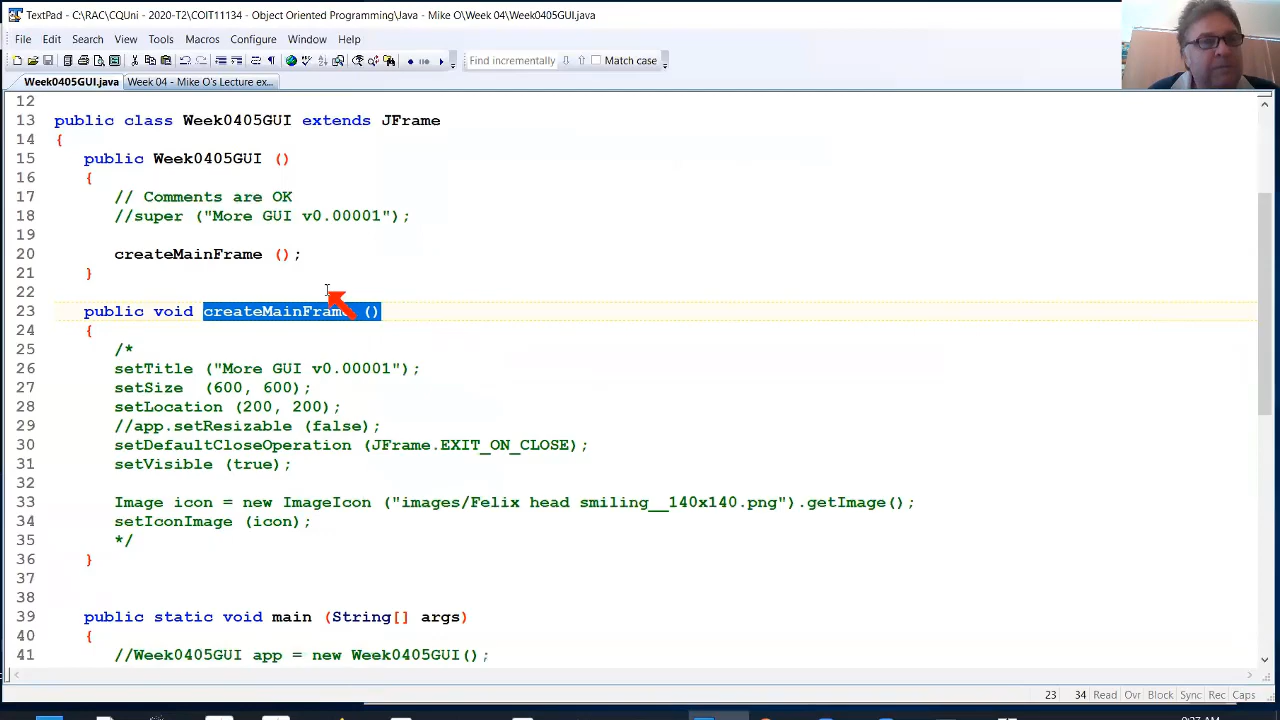 TextPad - C:\RAC\CQUni - 2020-T2\COIT11134 - Object Oriented Programming\Java - Mike O\Week 04\Week0405GUI.java
File Edit Search View Tools Macros Configure Window Help
Find incrementally Match case
Week0405GUI.java Week 04 - Mike O's Lecture ex...
12
13 public class Week0405GUI extends JFrame
14 {
15 public Week0405GUI ()
16 {
17 // Comments are OK
18 //super ("More GUI v0.00001");
19
20 createMainFrame ();
21 }
22
23 public void createMainFrame ()
24 {
25 /*
26 setTitle ("More GUI v0.00001");
27 setSize (600, 600);
28 setLocation (200, 200);
29 //app.setResizable (false);
30 setDefaultCloseOperation (JFrame.EXIT_ON_CLOSE);
31 setVisible (true);
32
33 Image icon = new ImageIcon ("images/Felix head smiling__140x140.png").getImage();
34 setIconImage (icon);
35 */
36 }
37
38
39 public static void main (String[] args)
40 {
41 //Week0405GUI app = new Week0405GUI();
23 34 Read Ovr Block Sync Rec Caps